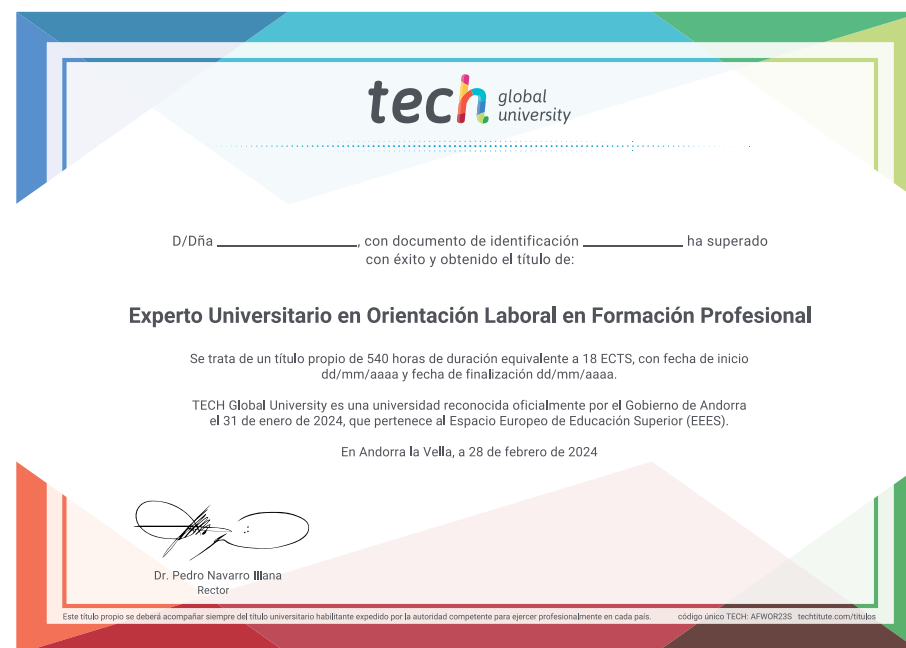 tech global university
D/Dña ____________________, con documento de identificación ______________ ha superado
con éxito y obtenido el título de:
Experto Universitario en Orientación Laboral en Formación Profesional
Se trata de un título propio de 540 horas de duración equivalente a 18 ECTS, con fecha de inicio
dd/mm/aaaa y fecha de finalización dd/mm/aaaa.
TECH Global University es una universidad reconocida oficialmente por el Gobierno de Andorra
el 31 de enero de 2024, que pertenece al Espacio Europeo de Educación Superior (EEES).
En Andorra la Vella, a 28 de febrero de 2024
Dr. Pedro Navarro Illana
Rector
Este título propio se deberá acompañar siempre del título universitario habilitante expedido por la autoridad competente para ejercer profesionalmente en cada país. código único TECH: AFWOR23S techtitute.com/titulos